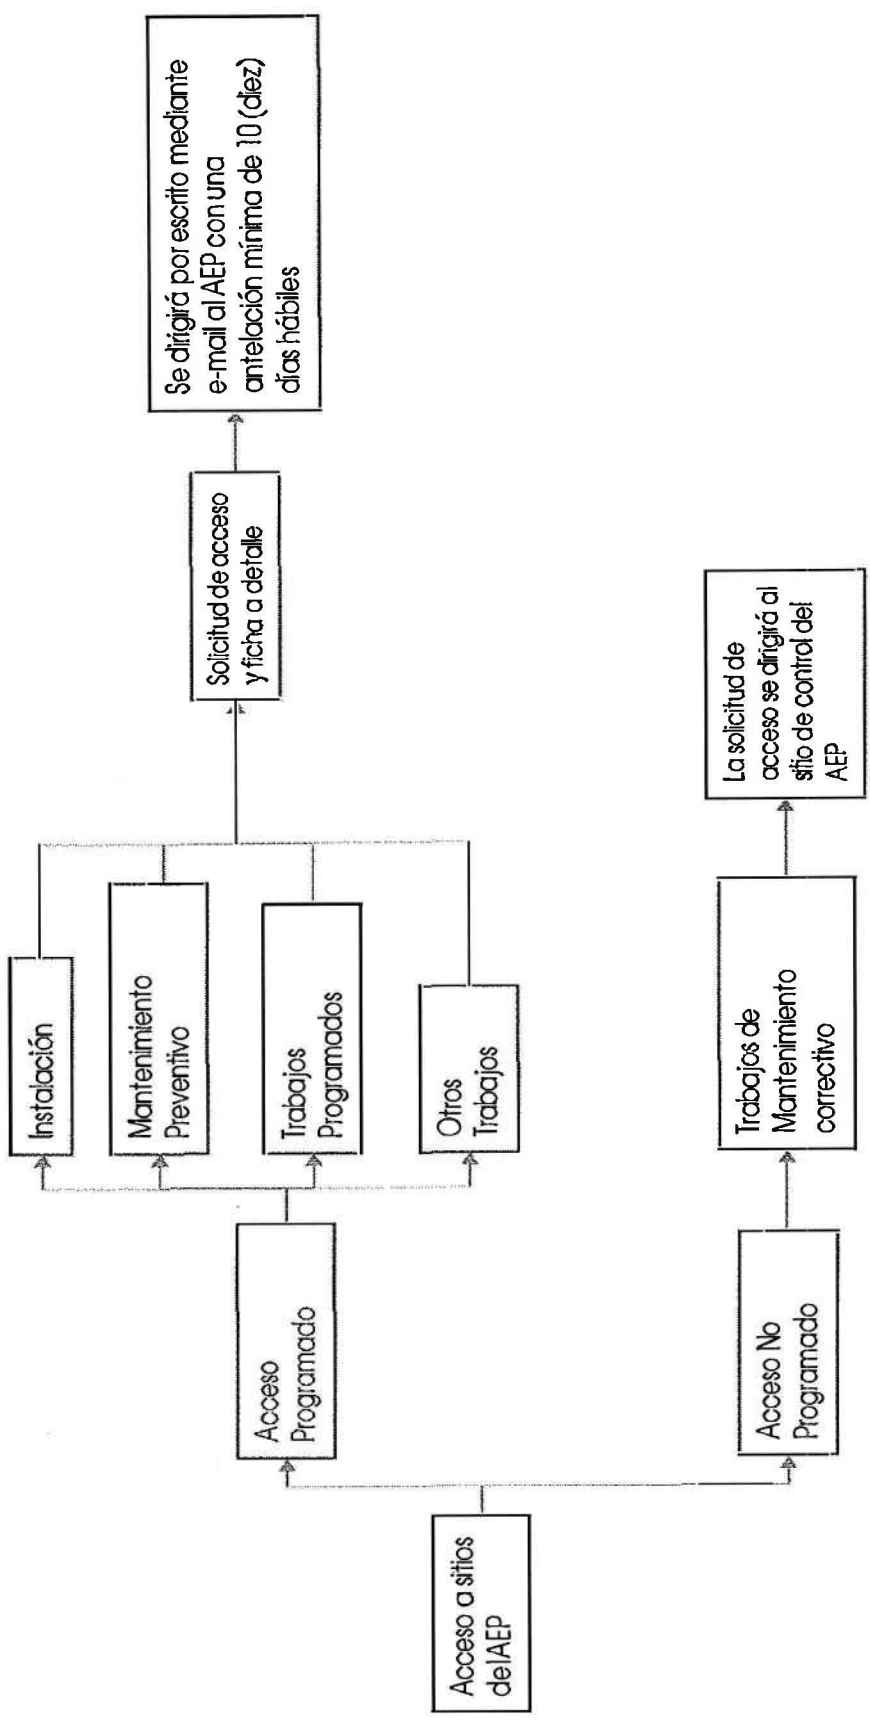 Acceso a sitios
del AEP
Acceso
Programado
Instalación
Mantenimiento
Preventivo
Trabajos
Programados
Otros
Trabajos
Solicitud de acceso
y ficha a detalle
Se dirigirá por escrito mediante
e-mail al AEP con una
antelación mínima de 10 (diez)
días hábiles
Acceso No
Programado
Trabajos de
Mantenimiento
correctivo
La solicitud de
acceso se dirigirá al
sitio de control del
AEP